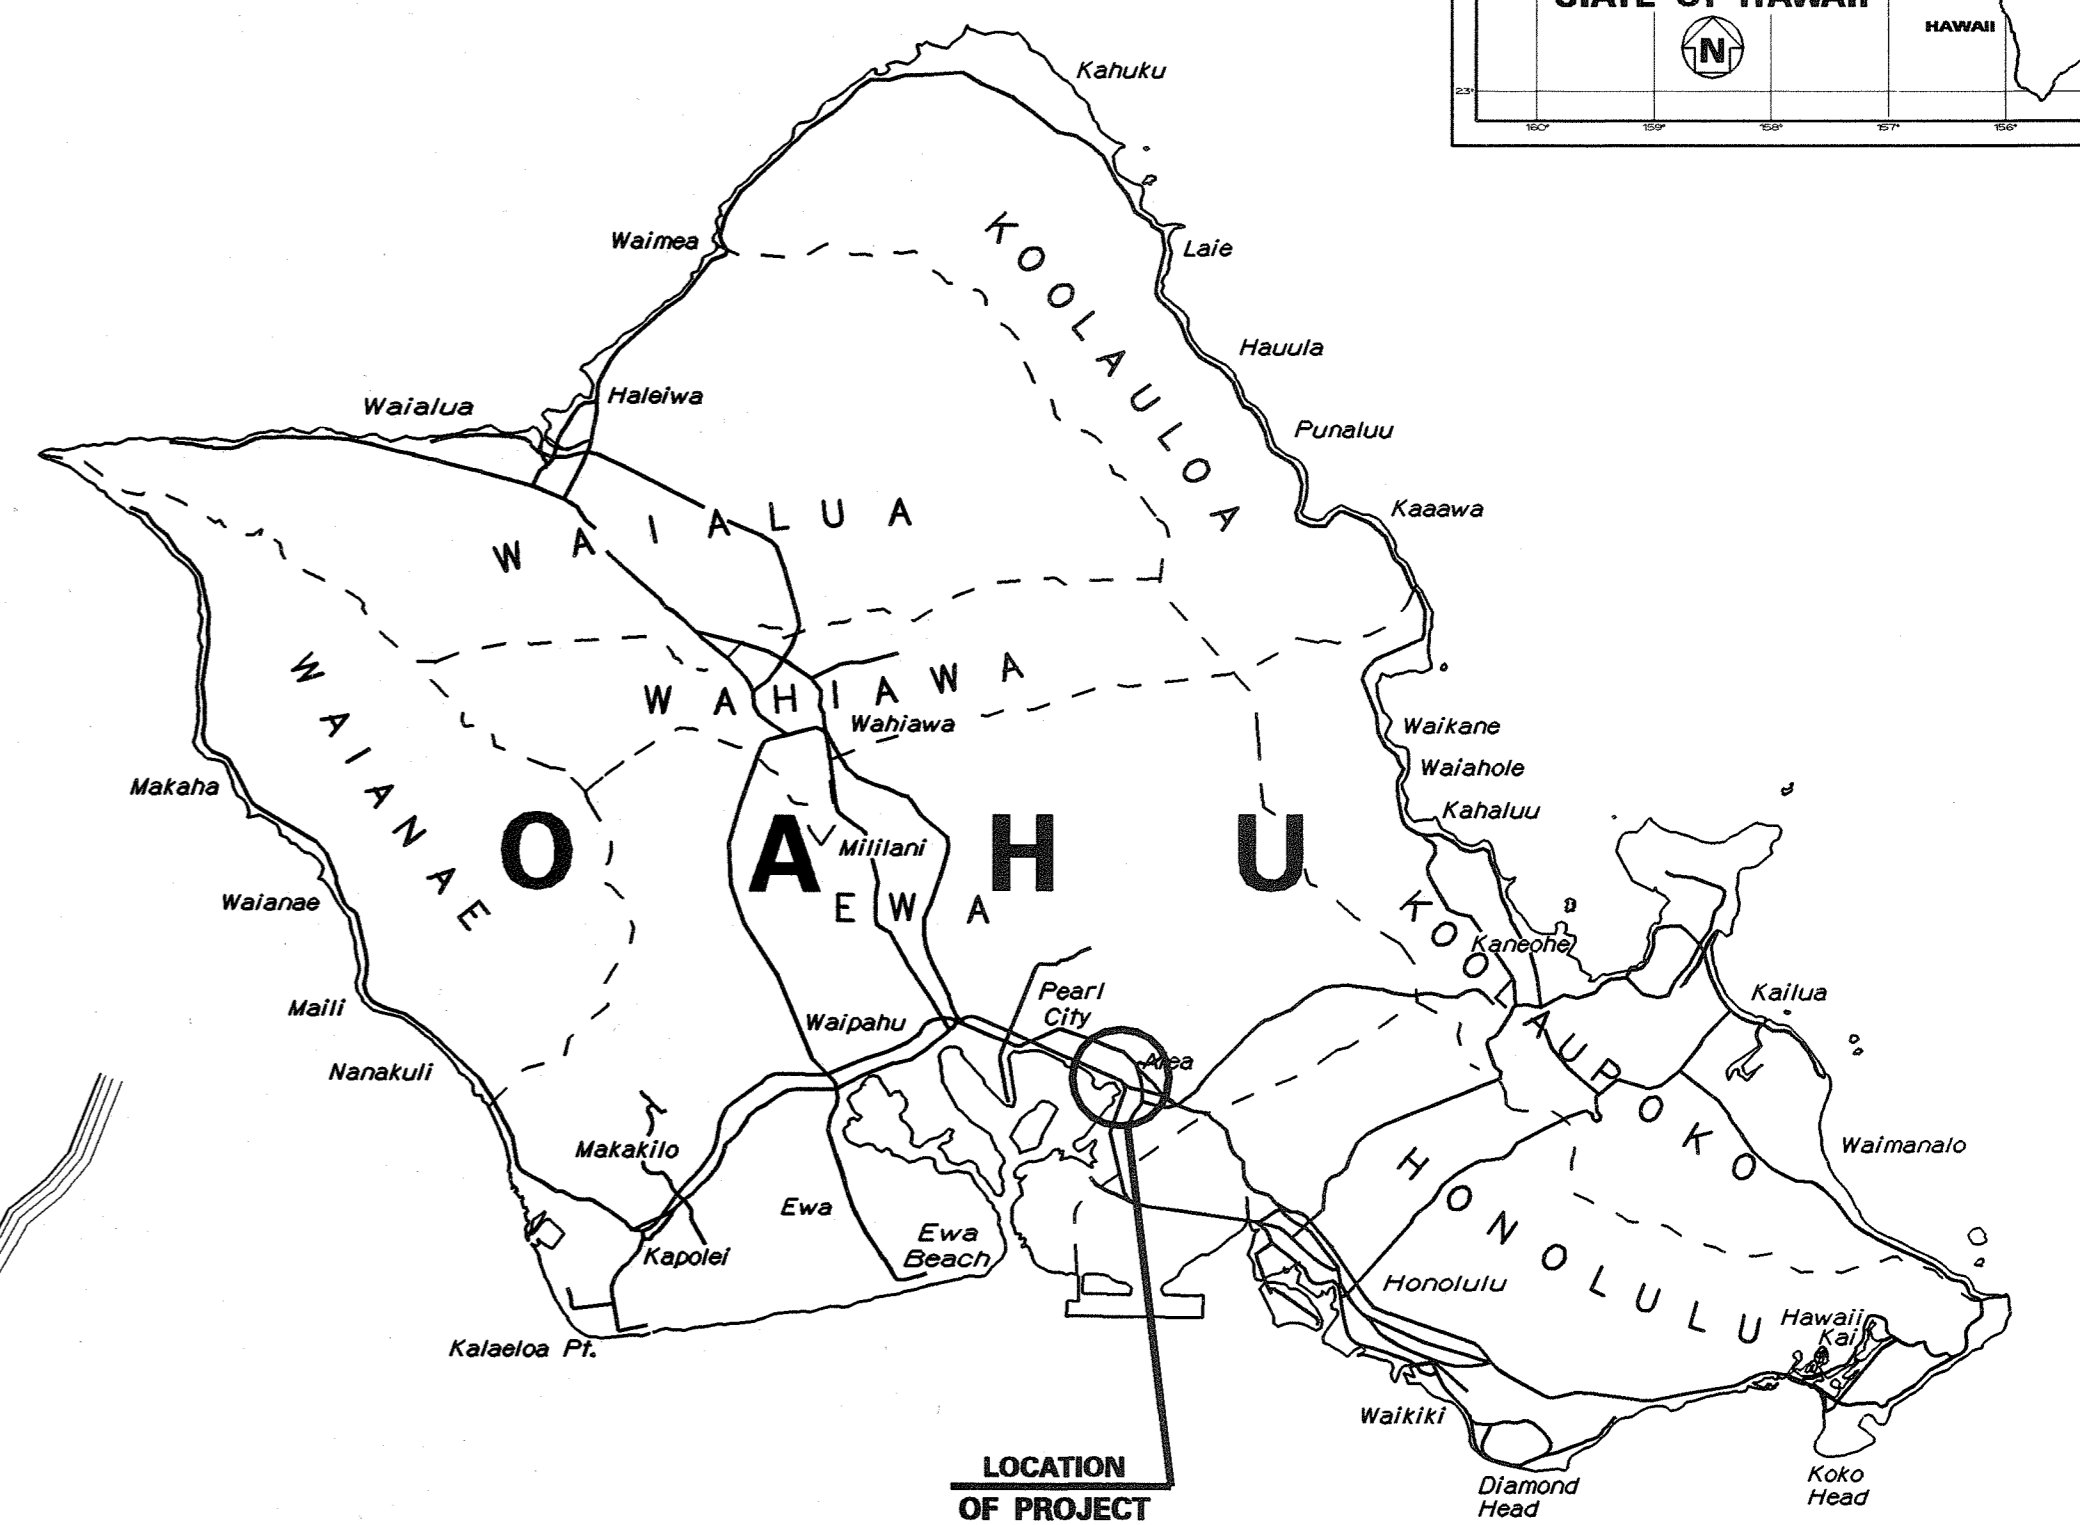 STATE OF HAWAII
HAWAII
N
23°
160°
159°
158°
157°
156°
Kahuku
Waimea
KOOLAULOA
Laie
Hauula
Haleiwa
Waialua
Punaluu
Kaaawa
WAIALUA
WAIANAE
WAHIAWA
Wahiawa
Waikane
Waiahole
Kahaluu
Makaha
OAHU
Mililani
EWA
Waianae
KOOLAUPOKO
Kaneohe
Pearl
City
Kailua
Maili
Waipahu
Aiea
Nanakuli
Makakilo
Waimanalo
HONOLULU
Ewa
Ewa
Beach
Kapolei
Honolulu
Hawaii
Kai
Kalaeloa Pt.
Waikiki
LOCATION
OF PROJECT
Diamond
Head
Koko
Head